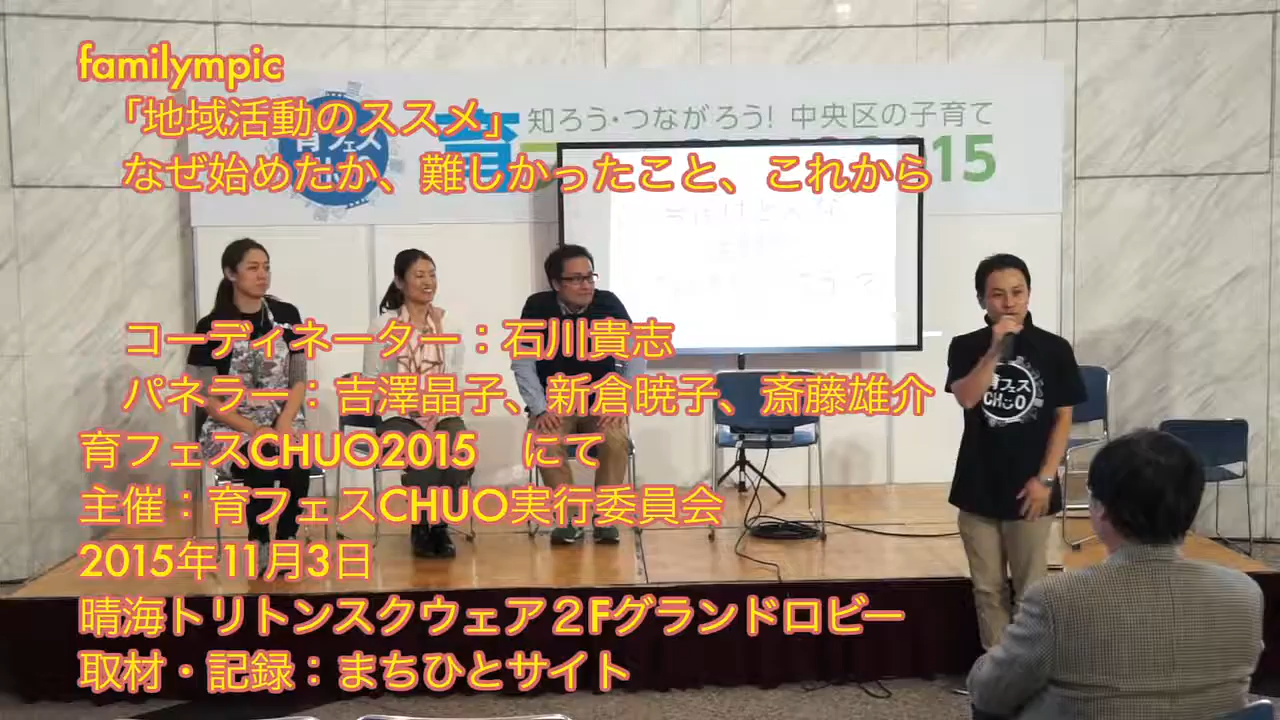 familympic
「地域活動のススメ」
なぜ始めたか、難しかったこと、これから
コーディネーター：石川貴志
パネラー：吉澤晶子、新倉暁子、斎藤雄介
育フェスCHUO2015　にて
主催：育フェスCHUO実行委員会
2015年11月3日
晴海トリトンスクウェア２Fグランドロビー
取材・記録：まちひとサイト
知ろう・つながろう! 中央区の子育て
育
15
育フェス
育フェス
CHUO